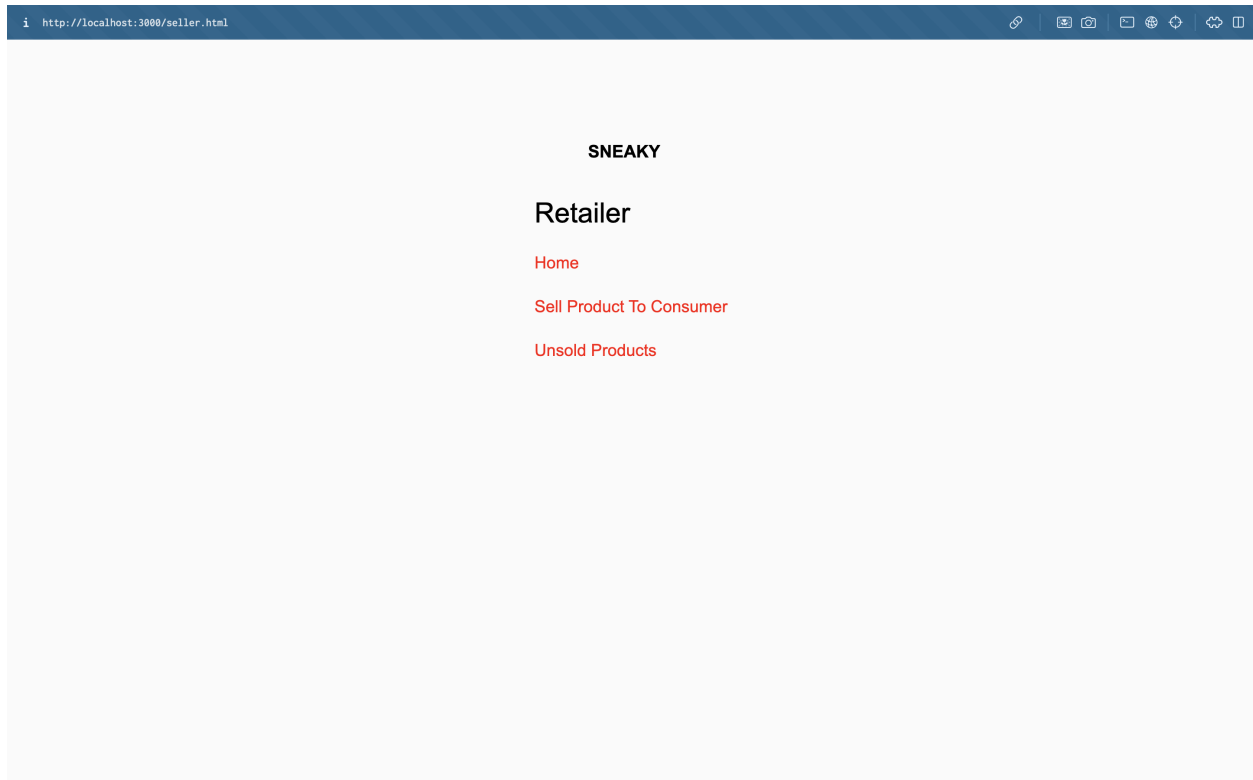 i http://localhost:3000/seller.html
SNEAKY
Retailer
Home
Sell Product To Consumer
Unsold Products